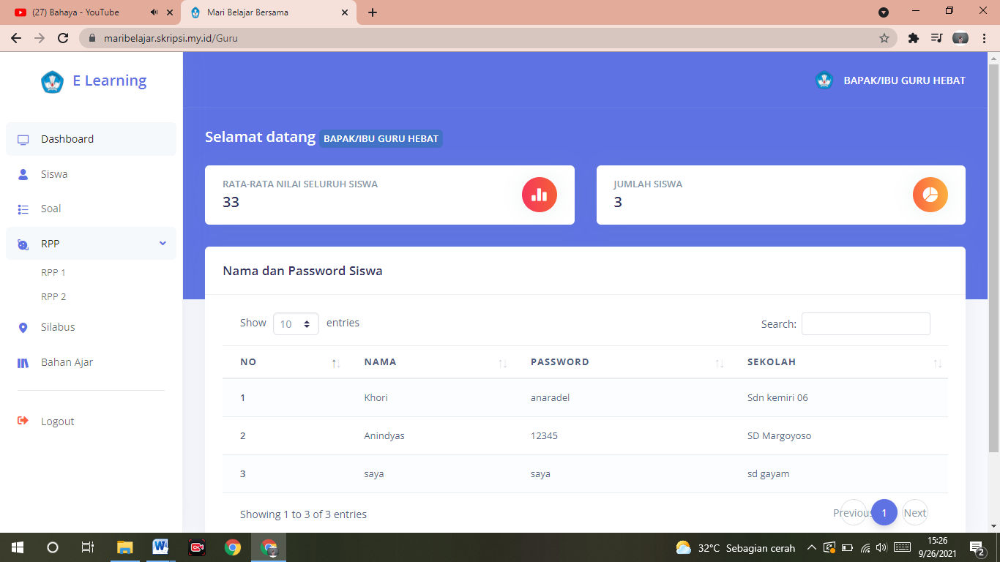 (27) Bahaya - YouTube
Mari Belajar Bersama
maribelajar.skripsi.my.id/Guru
E Learning
BAPAK/IBU GURU HEBAT
Dashboard
Siswa
Soal
RPP
RPP 1
RPP 2
Silabus
Bahan Ajar
Logout
Selamat datang BAPAK/IBU GURU HEBAT
RATA-RATA NILAI SELURUH SISWA
33
JUMLAH SISWA
3
Nama dan Password Siswa
Show 10 entries
Search:
NO NAMA PASSWORD SEKOLAH
1 Khori anaradel Sdn kemiri 06
2 Anindyas 12345 SD Margoyoso
3 saya saya sd gayam
Showing 1 to 3 of 3 entries
Previous 1 Next
32°C Sebagian cerah
15:26
9/26/2021
2